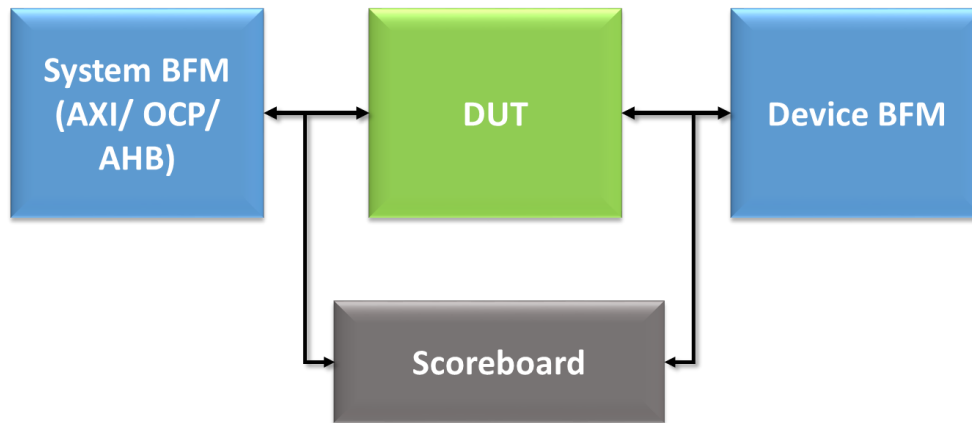 System BFM
(AXI/ OCP/
AHB)
DUT
Device BFM
Scoreboard